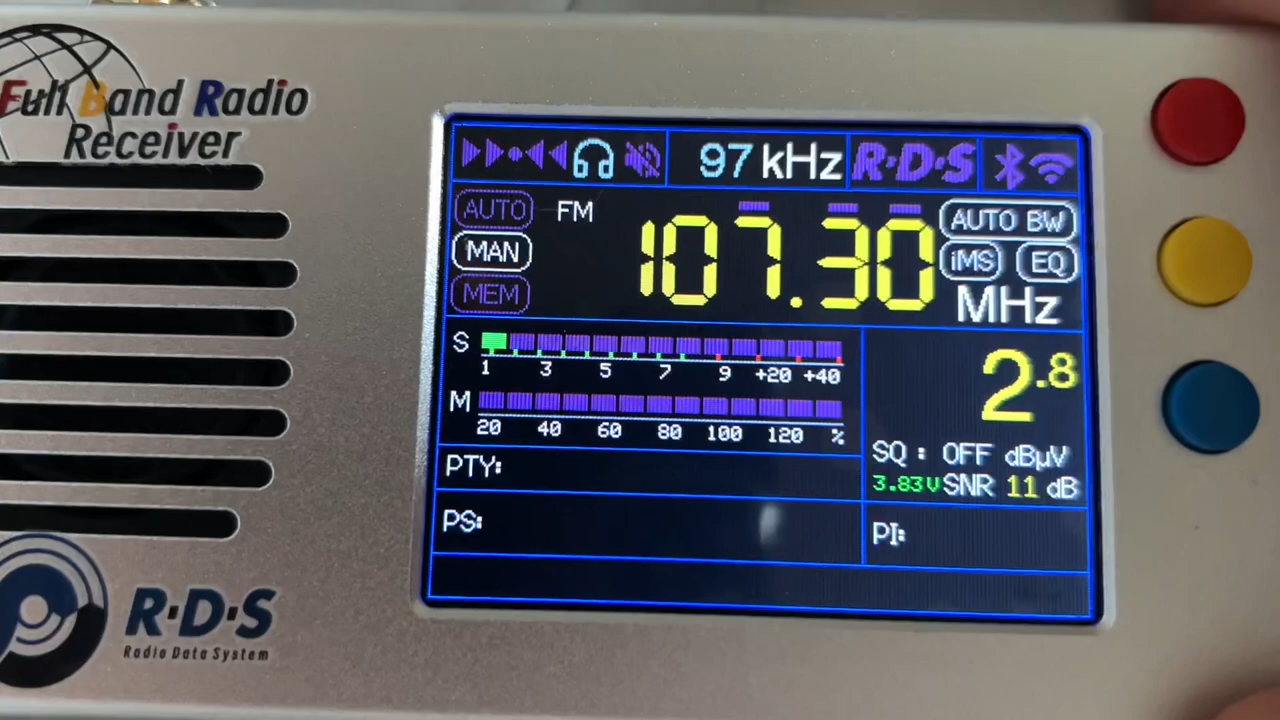 Full Band Radio
Receiver
97 kHz R·D·S
AUTO FM AUTO BW
MAN 107.30 iMS EQ
MEM MHz
S
1 3 5 7 9 +20 +40
2.8
M
20 40 60 80 100 120 %
SQ : OFF dBµV
PTY:
3.83V SNR 11 dB
PS:
PI:
R·D·S
Radio Data System